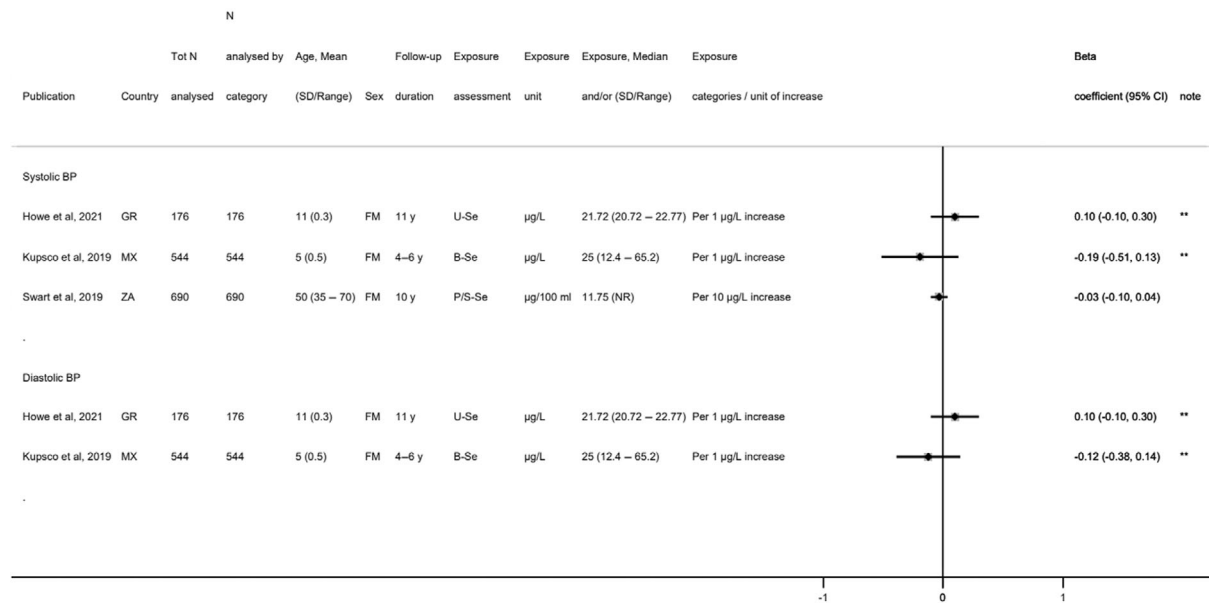 N
Tot N analysed by Age, Mean Follow-up Exposure Exposure Exposure, Median Exposure Beta
Publication Country analysed category (SD/Range) Sex duration assessment unit and/or (SD/Range) categories / unit of increase coefficient (95% CI) note
Systolic BP
Howe et al, 2021 GR 176 176 11 (0.3) FM 11 y U-Se µg/L 21.72 (20.72 – 22.77) Per 1 µg/L increase 0.10 (-0.10, 0.30) **
Kupsco et al, 2019 MX 544 544 5 (0.5) FM 4–6 y B-Se µg/L 25 (12.4 – 65.2) Per 1 µg/L increase -0.19 (-0.51, 0.13) **
Swart et al, 2019 ZA 690 690 50 (35 – 70) FM 10 y P/S-Se µg/100 ml 11.75 (NR) Per 10 µg/L increase -0.03 (-0.10, 0.04)
.
Diastolic BP
Howe et al, 2021 GR 176 176 11 (0.3) FM 11 y U-Se µg/L 21.72 (20.72 – 22.77) Per 1 µg/L increase 0.10 (-0.10, 0.30) **
Kupsco et al, 2019 MX 544 544 5 (0.5) FM 4–6 y B-Se µg/L 25 (12.4 – 65.2) Per 1 µg/L increase -0.12 (-0.38, 0.14) **
.
-1 0 1